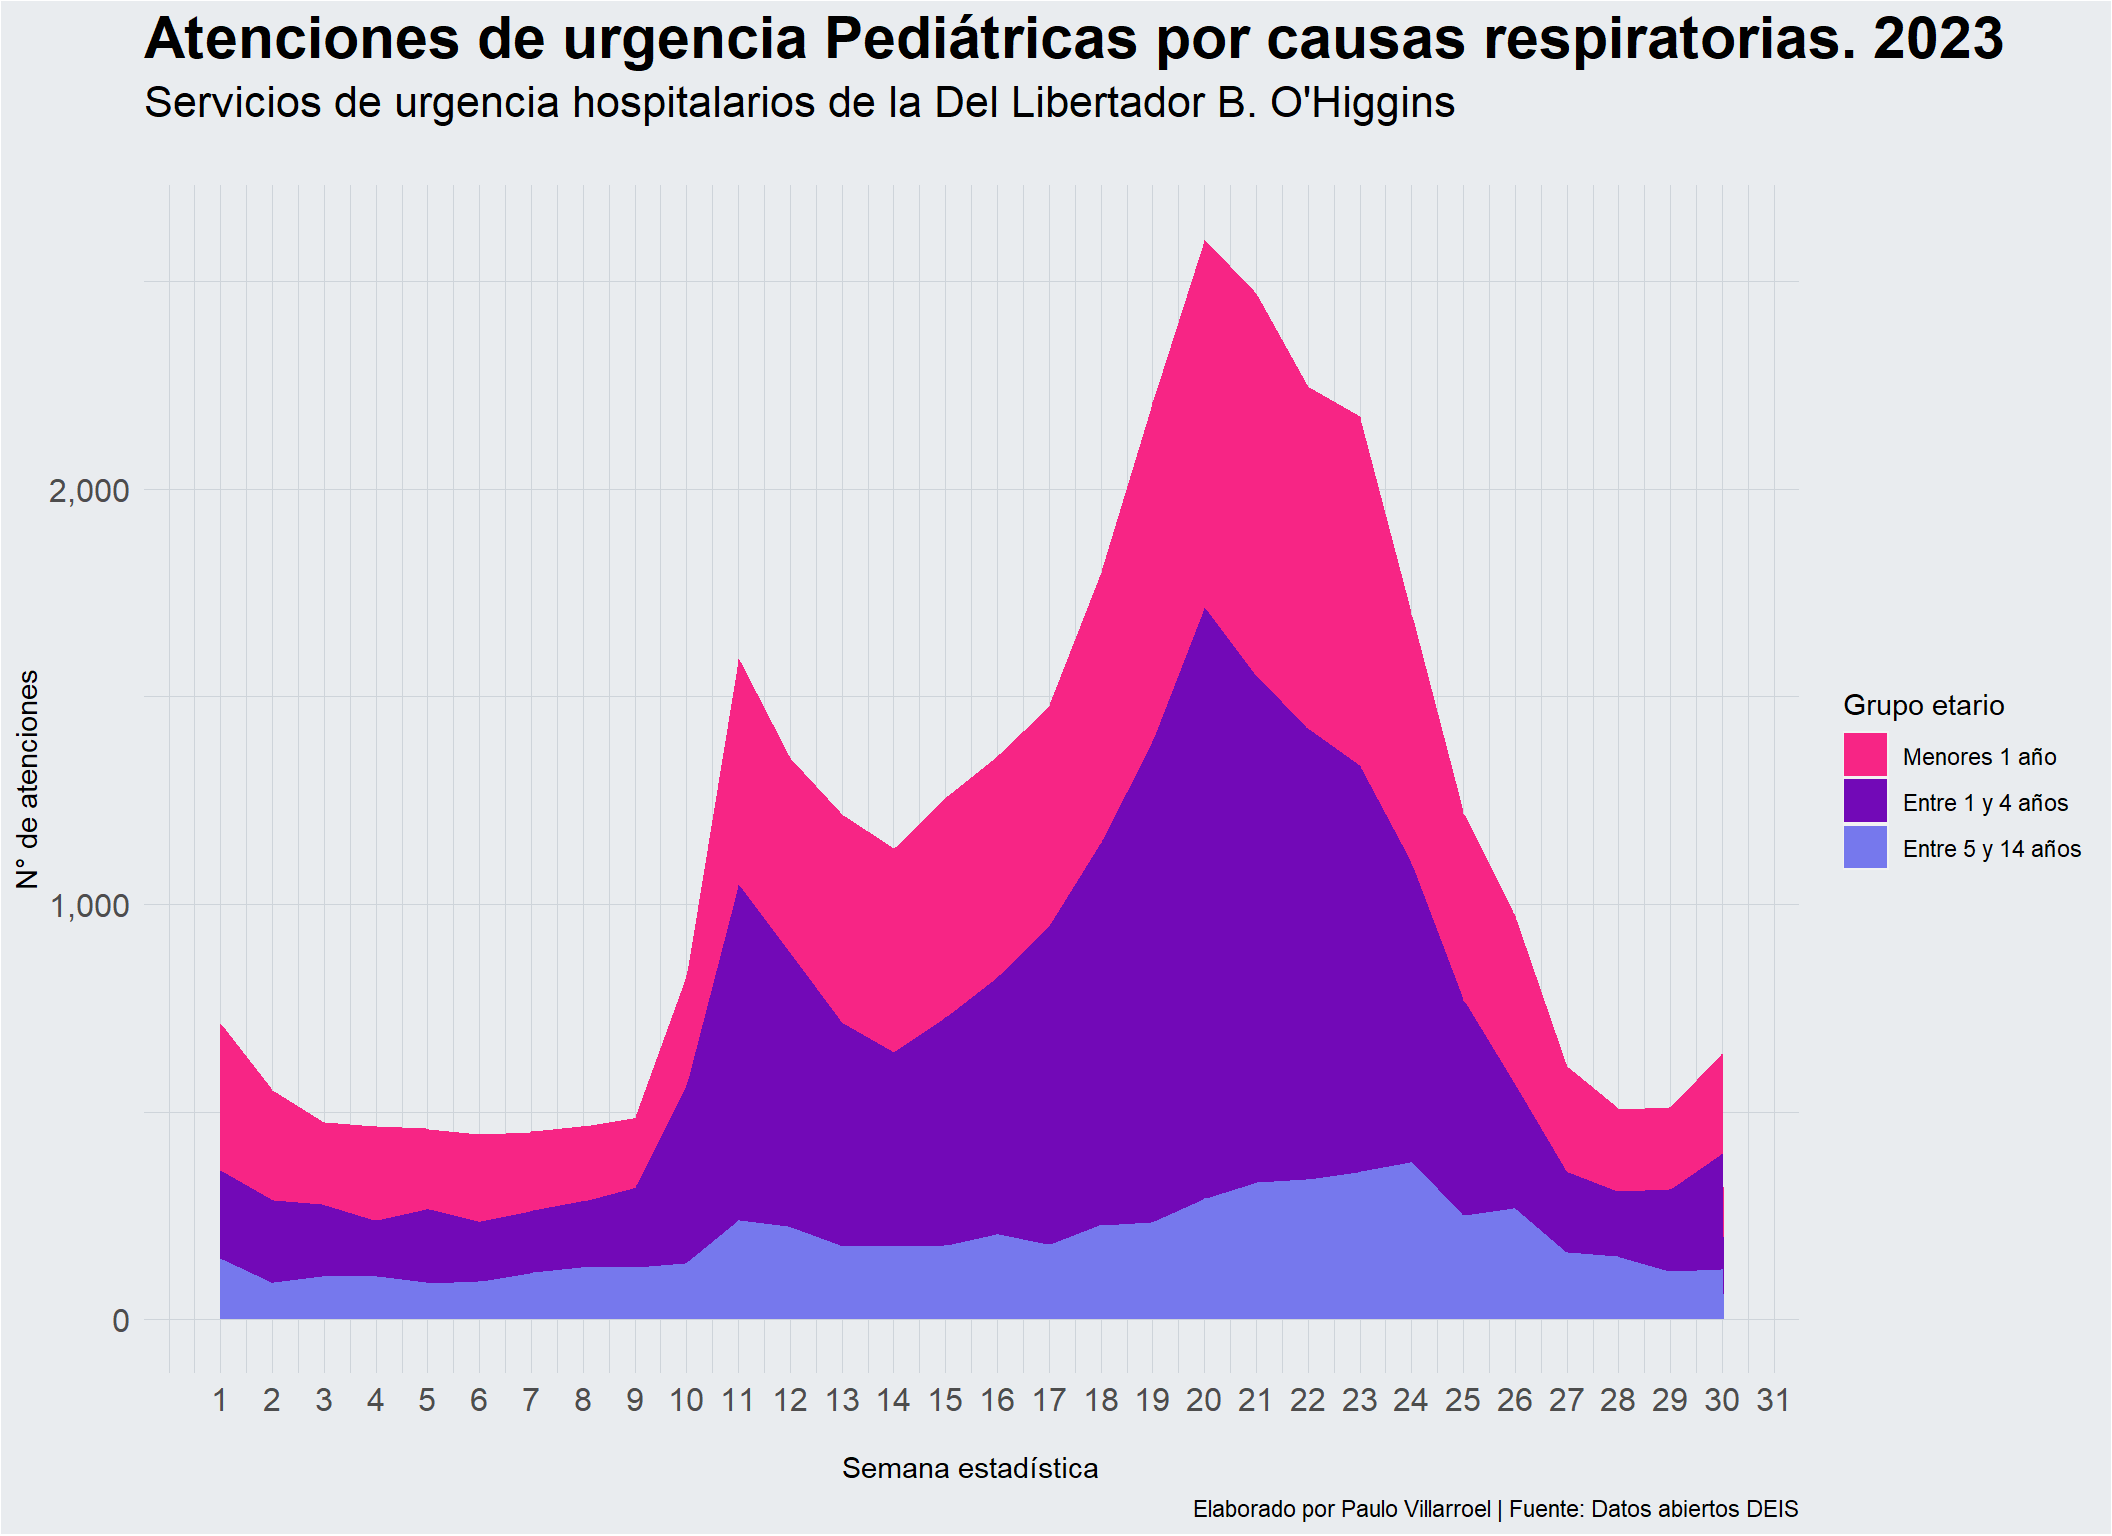 Atenciones de urgencia Pediátricas por causas respiratorias. 2023
Servicios de urgencia hospitalarios de la Del Libertador B. O'Higgins
N° de atenciones
2,000
1,000
0
1 2 3 4 5 6 7 8 9 10 11 12 13 14 15 16 17 18 19 20 21 22 23 24 25 26 27 28 29 30 31
Semana estadística
Grupo etario
Menores 1 año
Entre 1 y 4 años
Entre 5 y 14 años
Elaborado por Paulo Villarroel | Fuente: Datos abiertos DEIS